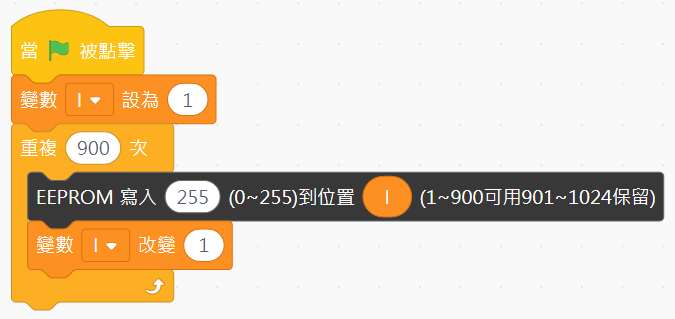 當 被點擊
變數 I 設為 1
重複 900 次
EEPROM 寫入 255 (0~255)到位置 I (1~900可用901~1024保留)
變數 I 改變 1